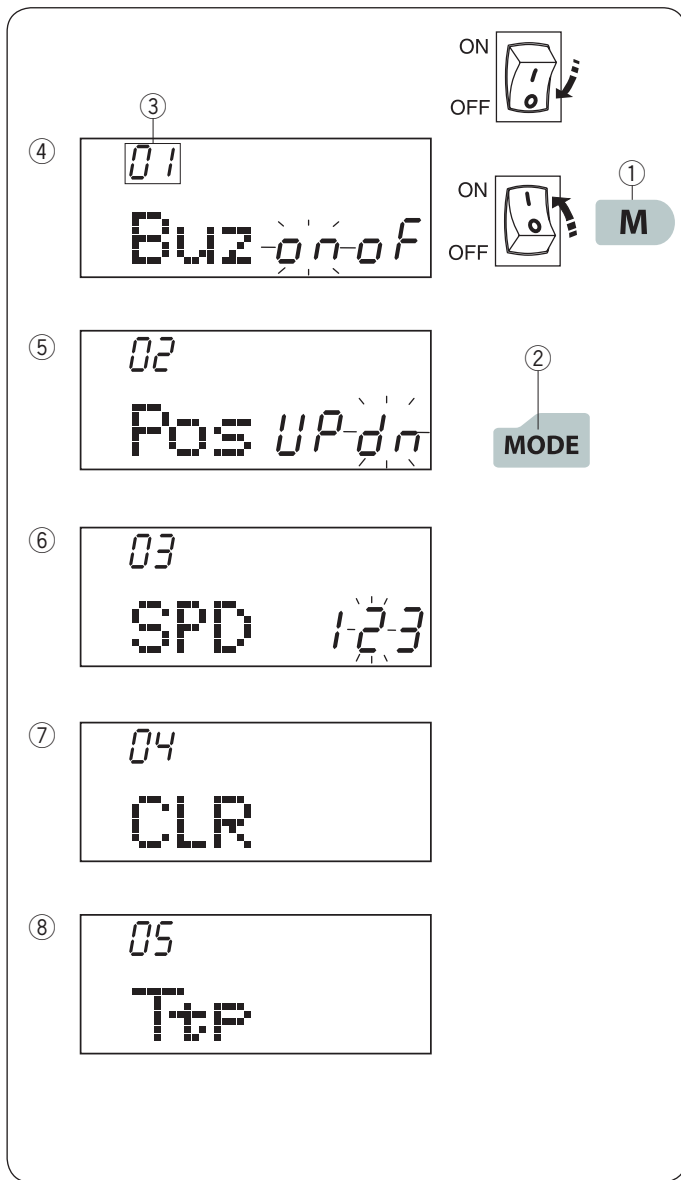 ON
OFF
③
④
01
Buz on oF
ON
OFF
①
M
⑤
02
Pos UP dn
②
MODE
⑥
03
SPD 1 2 3
⑦
04
CLR
⑧
05
Ttp